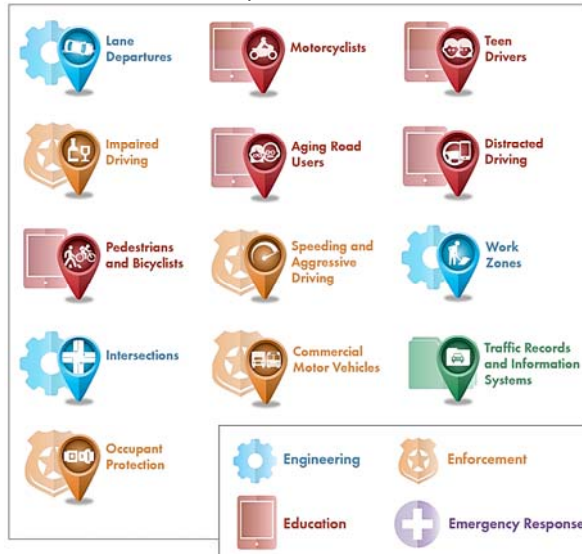 Lane
Departures
Motorcyclists
Teen
Drivers
Impaired
Driving
Aging Road
Users
Distracted
Driving
Pedestrians
and Bicyclists
Speeding and
Aggressive
Driving
Work
Zones
Intersections
Commercial
Motor Vehicles
Traffic Records
and Information
Systems
Occupant
Protection
Engineering
Enforcement
Education
Emergency Response